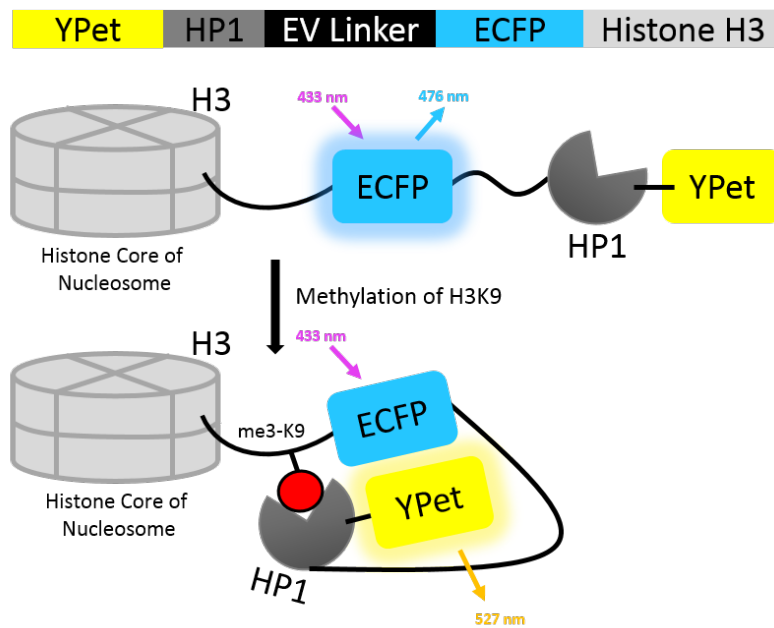 YPet HP1 EV Linker ECFP Histone H3
H3
433 nm
476 nm
ECFP
YPet
HP1
Histone Core of
Nucleosome
Methylation of H3K9
433 nm
H3
ECFP
me3-K9
YPet
Histone Core of
Nucleosome
HP1
527 nm